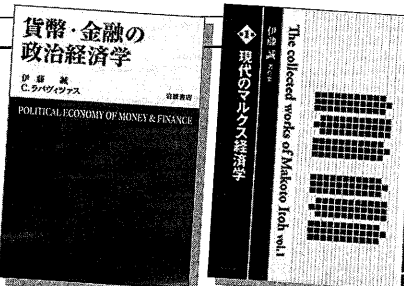 貨幣・金融の
政治経済学
伊藤 誠
C.ラパヴィツァス
岩波書店
POLITICAL ECONOMY OF MONEY & FINANCE
伊藤誠
現代のマルクス経済学
The collected works of Makoto Itoh vol.1